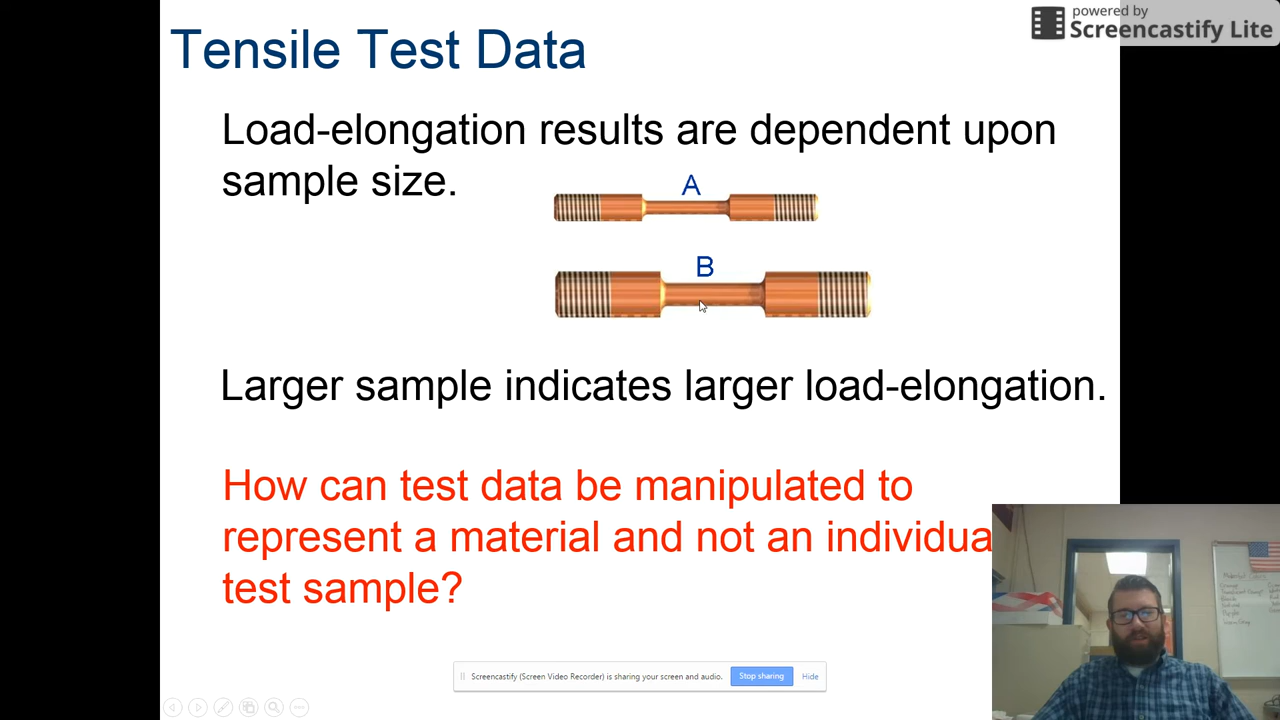 powered by
Screencastify Lite
Tensile Test Data
Load-elongation results are dependent upon
sample size.
A
B
Larger sample indicates larger load-elongation.
How can test data be manipulated to
represent a material and not an individua
test sample?
Screencastify (Screen Video Recorder) is sharing your screen and audio.
Stop sharing
Hide